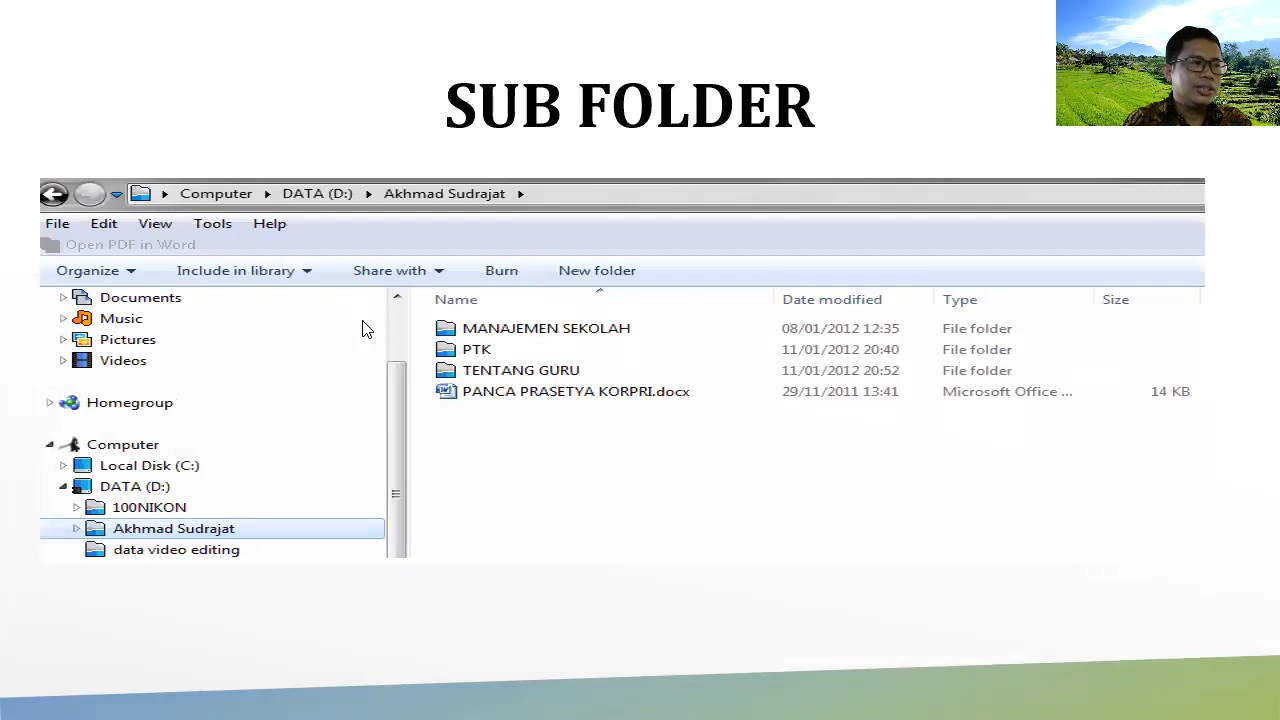 SUB FOLDER
Computer DATA (D:) Akhmad Sudrajat
File Edit View Tools Help
Open PDF in Word
Organize Include in library Share with Burn New folder
Documents
Music
Pictures
Videos
Homegroup
Computer
Local Disk (C:)
DATA (D:)
100NIKON
Akhmad Sudrajat
data video editing
Name Date modified Type Size
MANAJEMEN SEKOLAH 08/01/2012 12:35 File folder
PTK 11/01/2012 20:40 File folder
TENTANG GURU 11/01/2012 20:52 File folder
PANCA PRASETYA KORPRI.docx 29/11/2011 13:41 Microsoft Office ... 14 KB